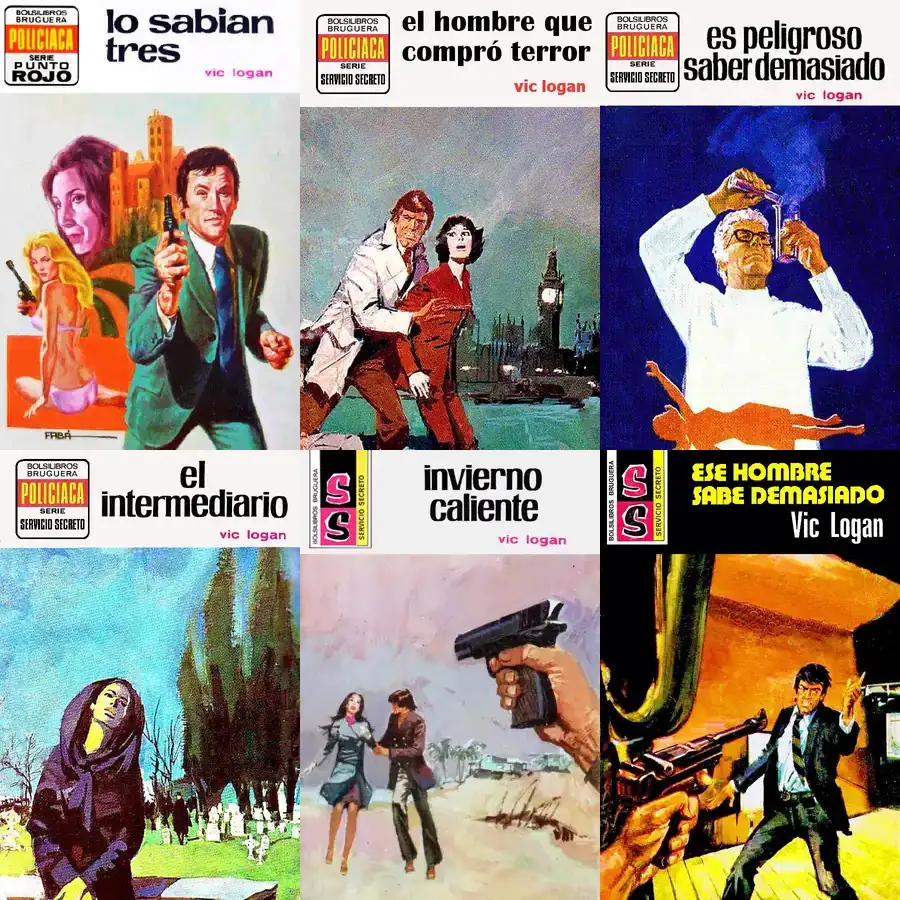 BOLSILIBROS
BRUGUERA
POLICIACA
SERIE
PUNTO
ROJO
lo sabian
tres
vic logan
FABÁ
BOLSILIBROS
BRUGUERA
POLICIACA
SERIE
SERVICIO SECRETO
el hombre que
compró terror
vic logan
BOLSILIBROS
BRUGUERA
POLICIACA
SERIE
SERVICIO SECRETO
es peligroso
saber demasiado
vic logan
BOLSILIBROS
BRUGUERA
POLICIACA
SERIE
SERVICIO SECRETO
el
intermediario
vic logan
BOLSILIBROS BRUGUERA
SS
SERVICIO SECRETO
invierno
caliente
vic logan
BOLSILIBROS BRUGUERA
SS
SERVICIO SECRETO
ESE HOMBRE
SABE DEMASIADO
Vic Logan